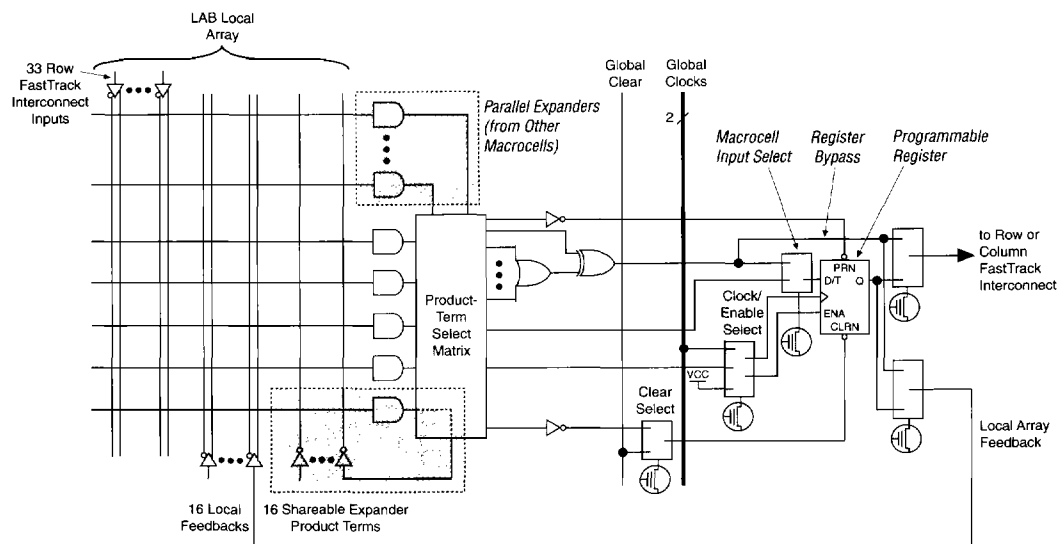 LAB Local
Array
33 Row
FastTrack
Interconnect
Inputs
Parallel Expanders
(from Other
Macrocells)
Global
Clear
Global
Clocks
2
Macrocell
Input Select
Register
Bypass
Programmable
Register
to Row or
Column
FastTrack
Interconnect
Product-
Term
Select
Matrix
PRN
D/T
Q
ENA
CLRN
Clock/
Enable
Select
VCC
Clear
Select
Local Array
Feedback
16 Local
Feedbacks
16 Shareable Expander
Product Terms